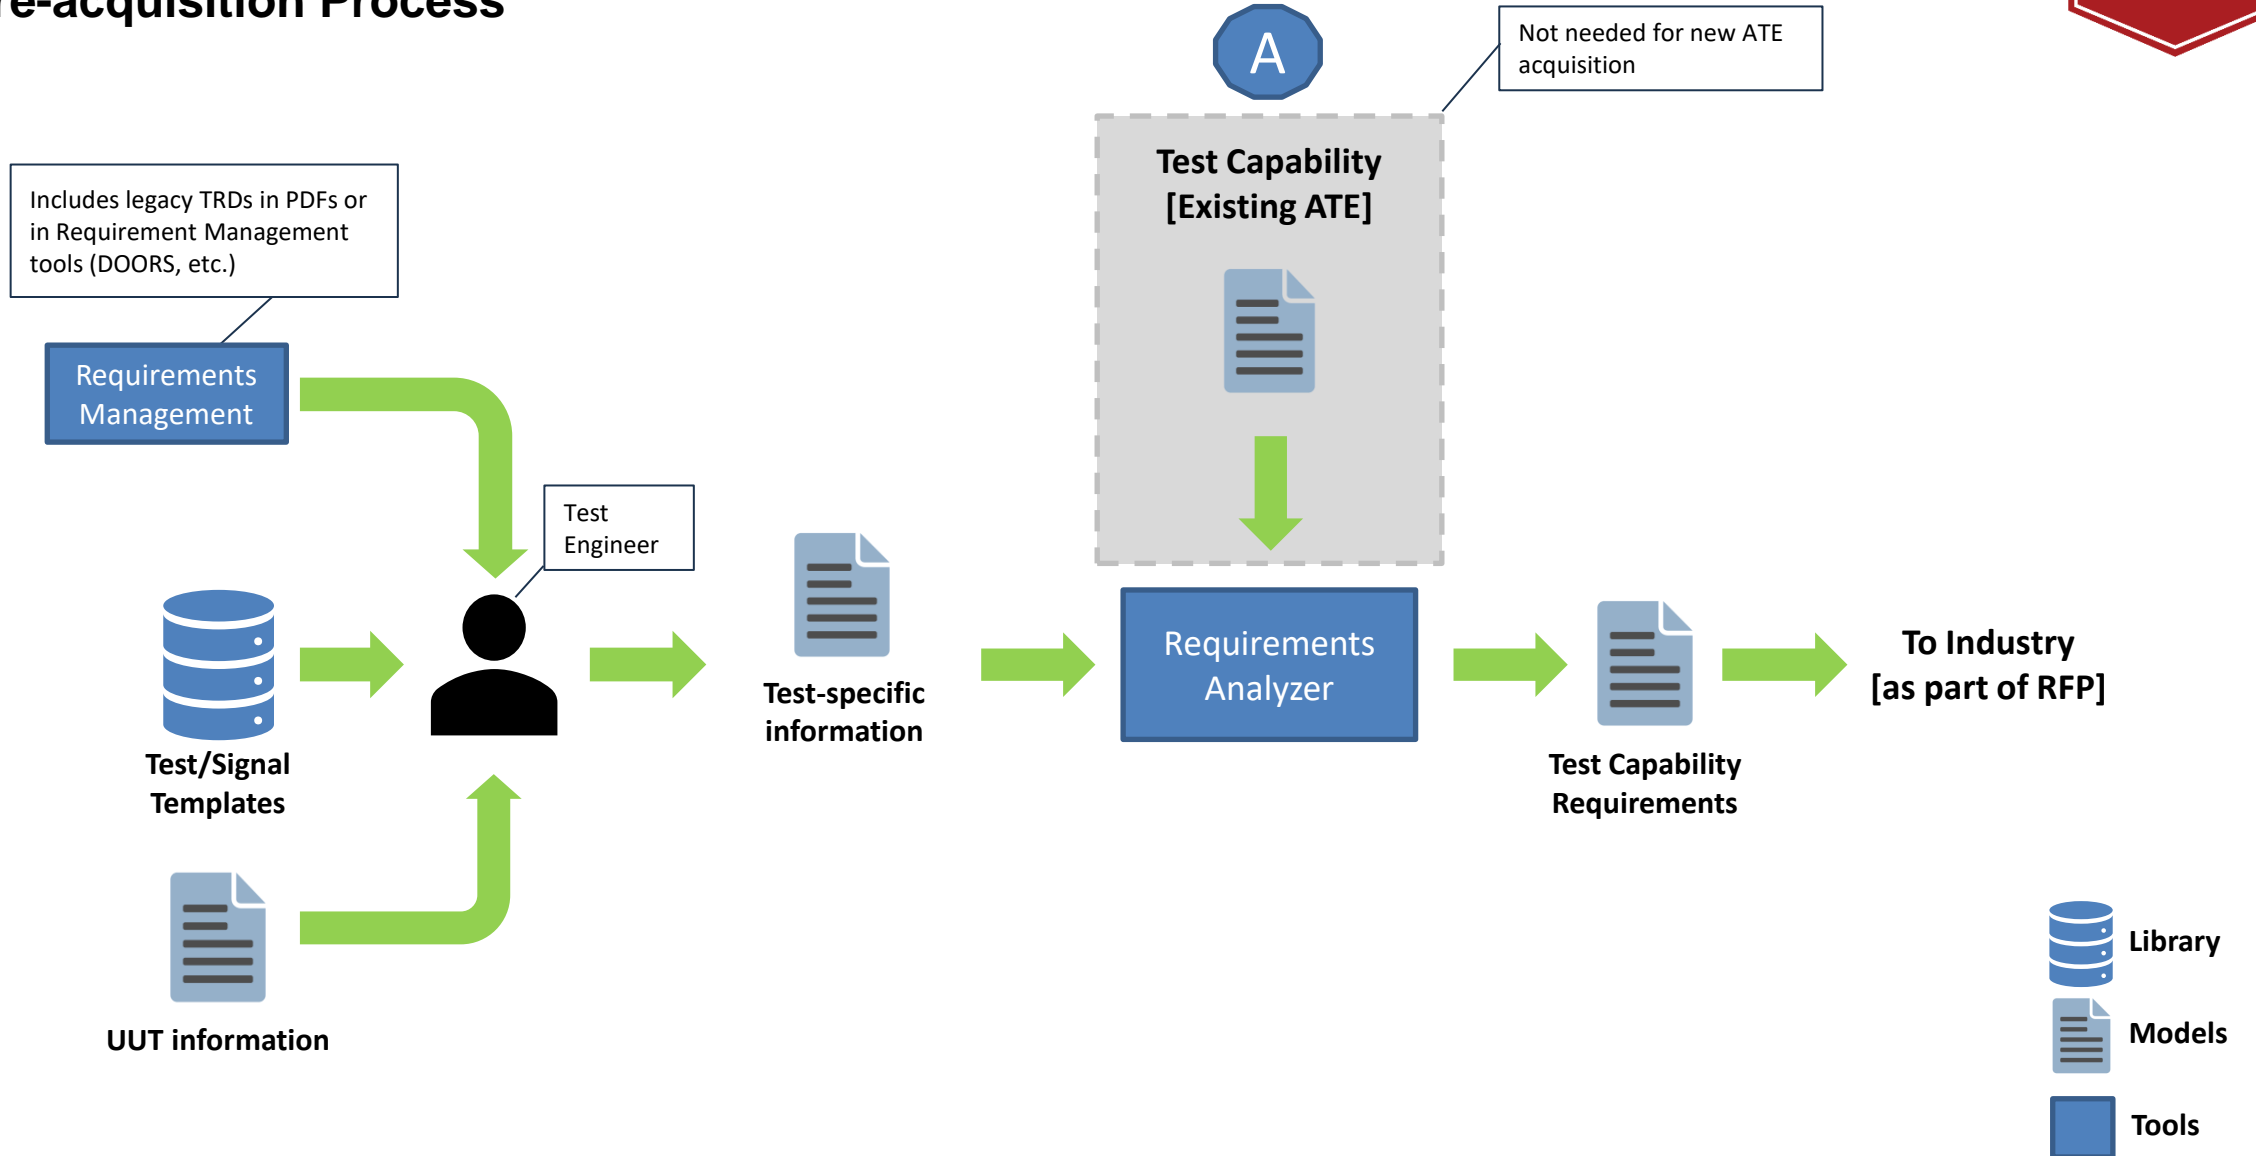 re-acquisition Process
A
Not needed for new ATE
acquisition
Test Capability
[Existing ATE]
Includes legacy TRDs in PDFs or
in Requirement Management
tools (DOORS, etc.)
Requirements
Management
Test
Engineer
Test/Signal
Templates
UUT information
Test-specific
information
Requirements
Analyzer
Test Capability
Requirements
To Industry
[as part of RFP]
Library
Models
Tools